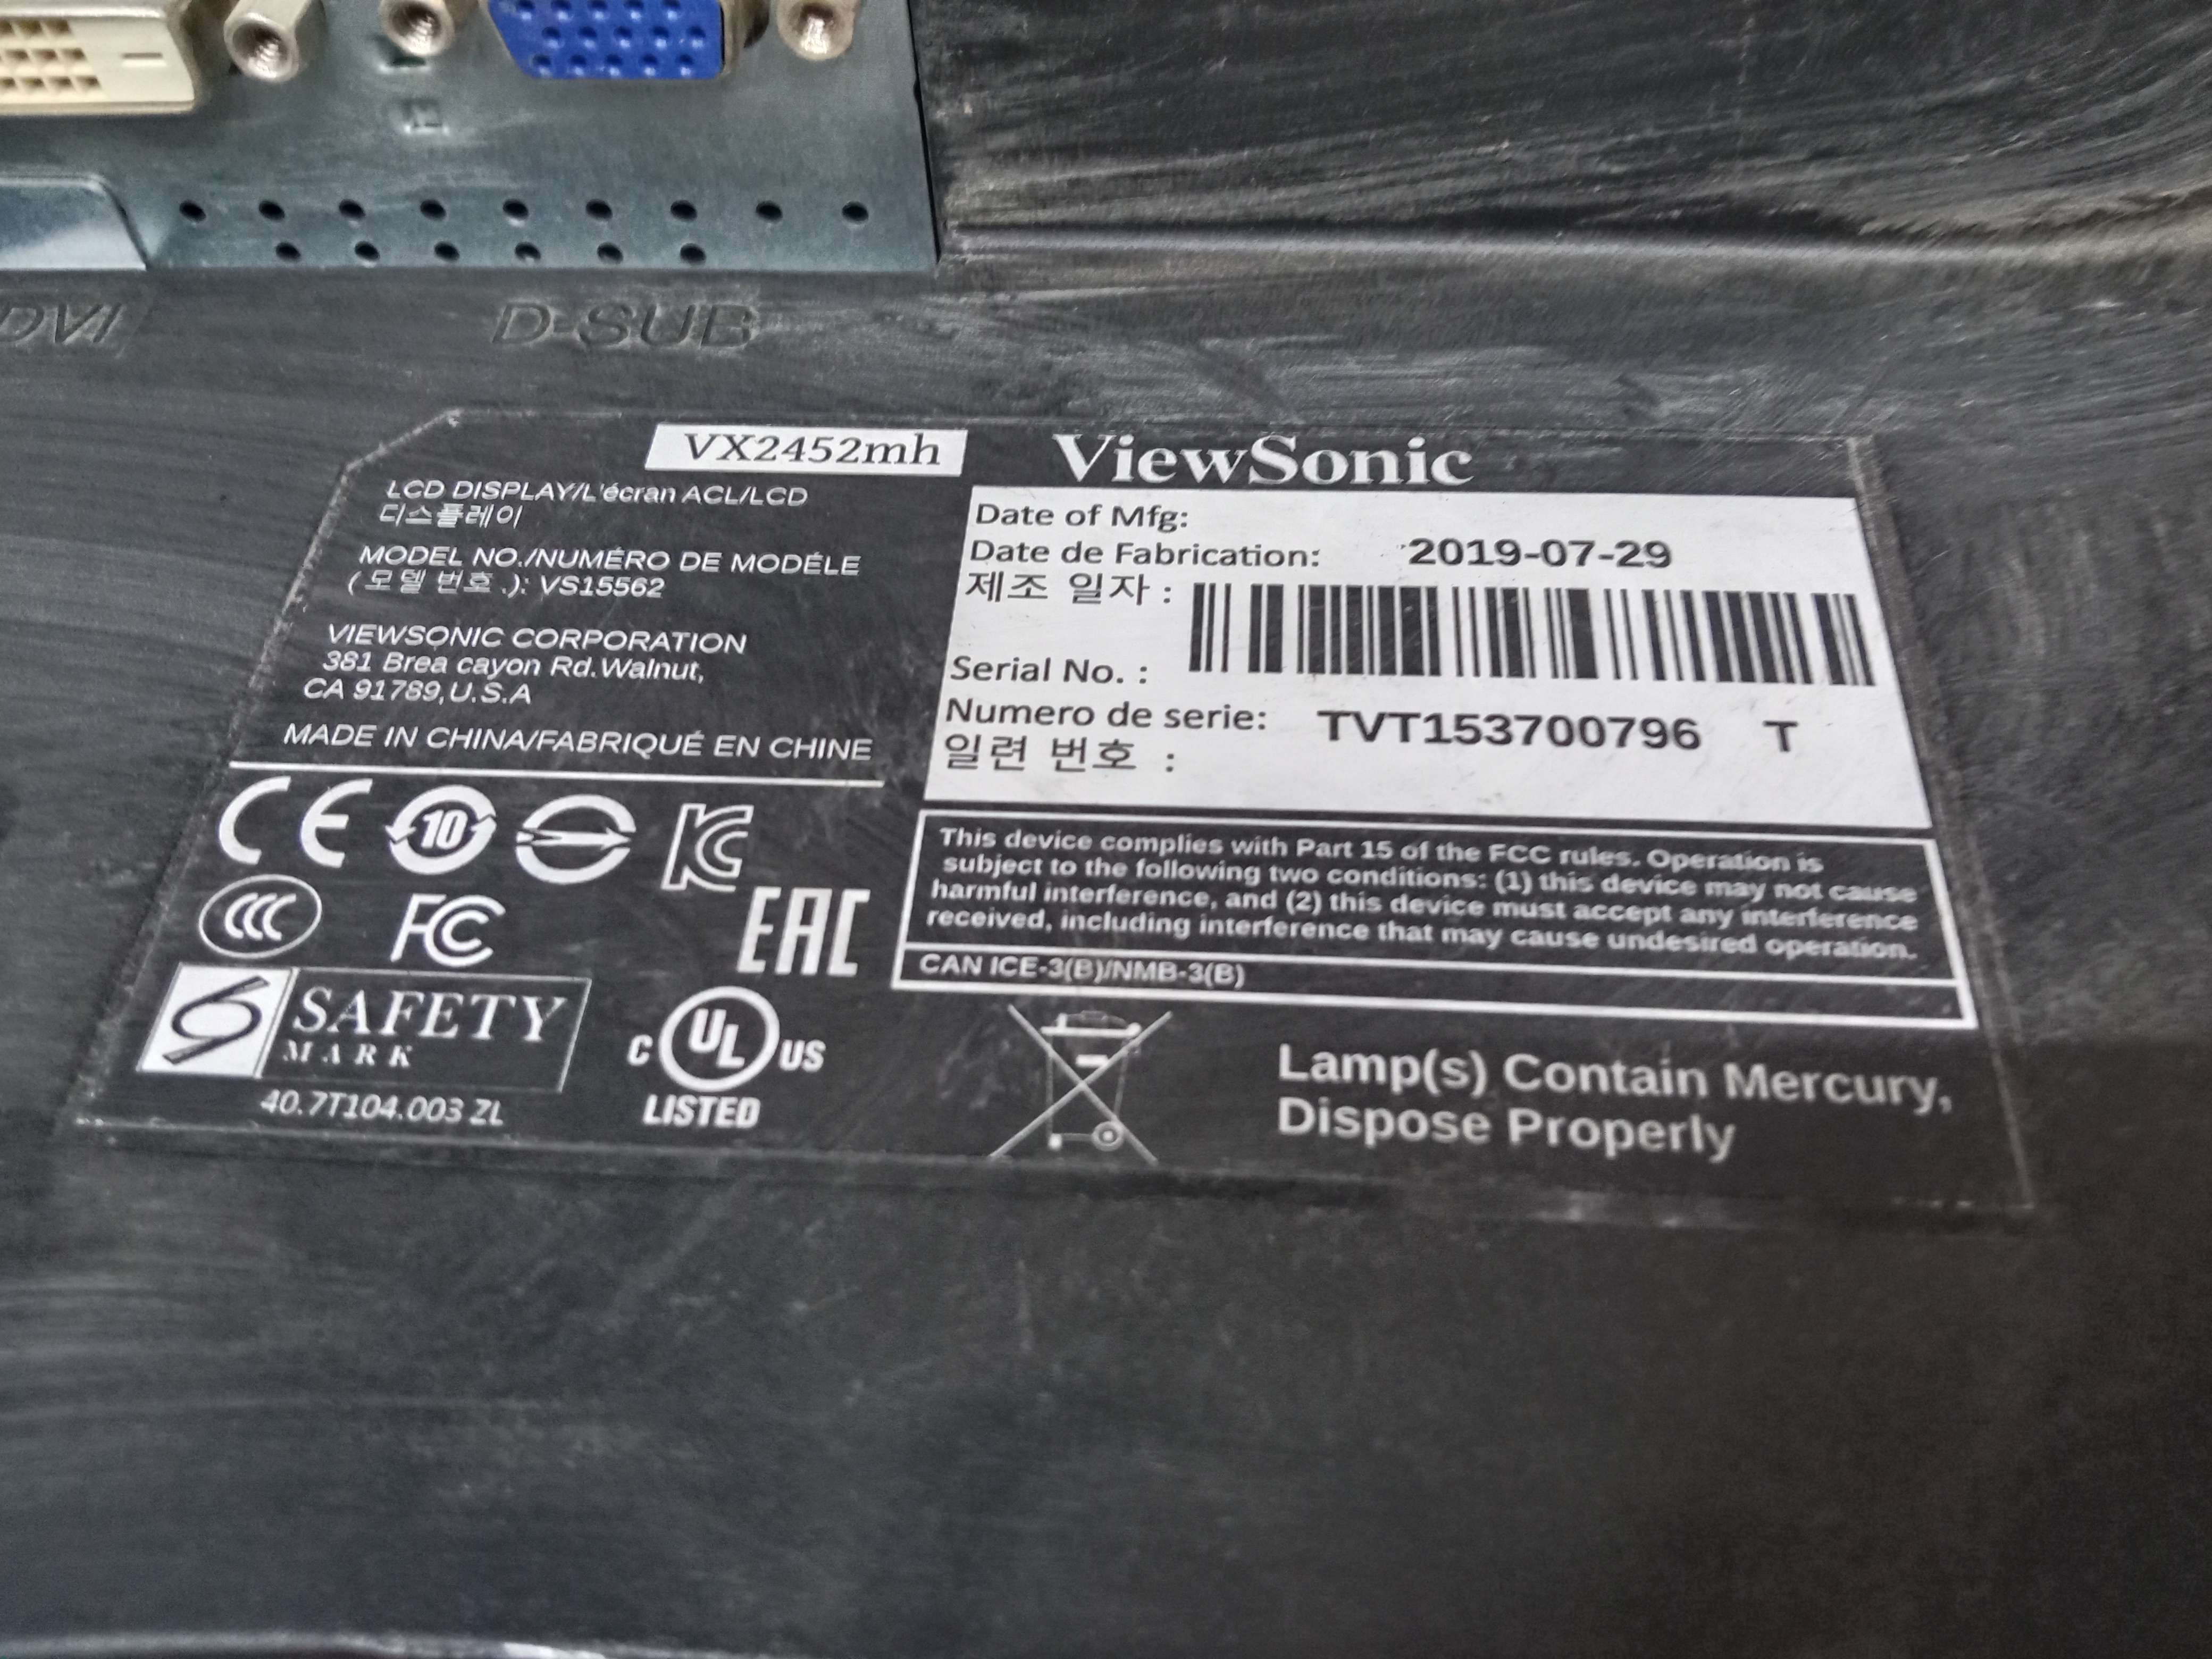 DVI
D-SUB
VX2452mh
ViewSonic
LCD DISPLAY/L'écran ACL/LCD
디스플레이
MODEL NO./NUMÉRO DE MODÉLE
(모델 번호.): VS15562
VIEWSONIC CORPORATION
381 Brea cayon Rd.Walnut,
CA 91789,U.S.A
MADE IN CHINA/FABRIQUÉ EN CHINE
CE
10
KC
CCC
FC
EAC
SAFETY
MARK
40.7T104.003 ZL
C UL US
LISTED
Date of Mfg:
Date de Fabrication: 2019-07-29
제조 일자 :
Serial No. :
Numero de serie: TVT153700796 T
일련 번호 :
This device complies with Part 15 of the FCC rules. Operation is
subject to the following two conditions: (1) this device may not cause
harmful interference, and (2) this device must accept any interference
received, including interference that may cause undesired operation.
CAN ICE-3(B)/NMB-3(B)
Lamp(s) Contain Mercury,
Dispose Properly